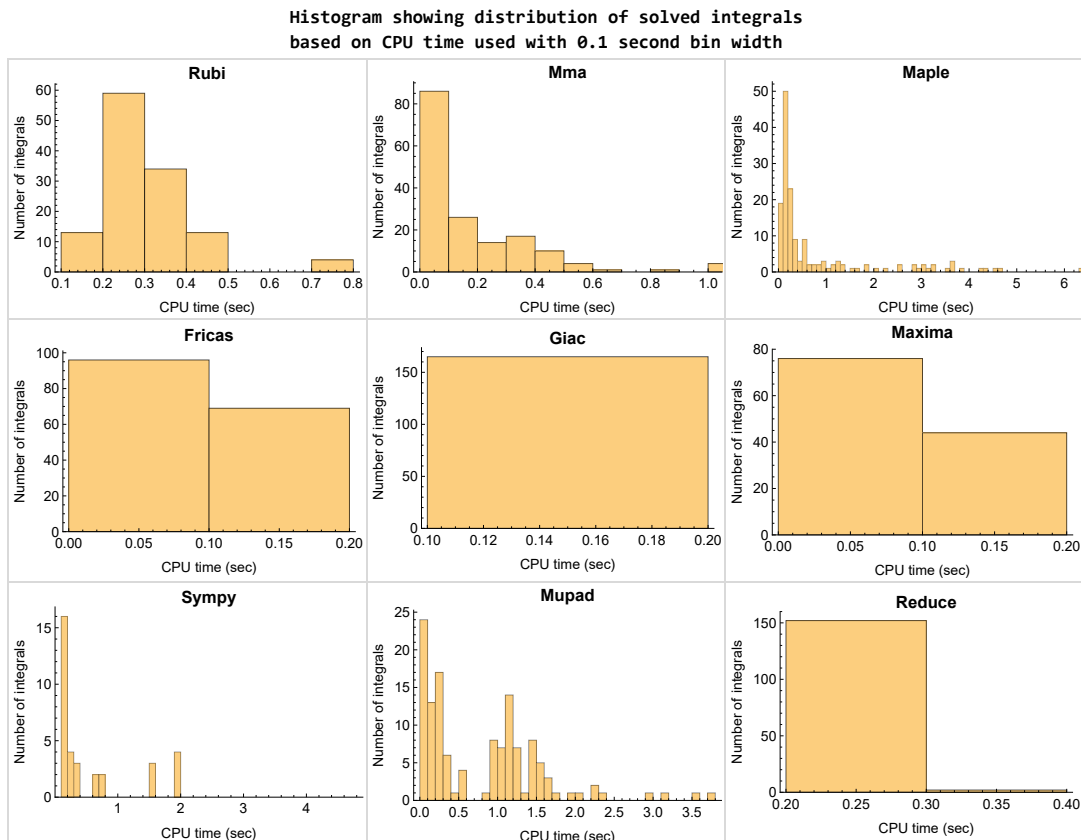 Histogram showing distribution of solved integrals
based on CPU time used with 0.1 second bin width
Rubi
Number of integrals
60
50
40
30
20
10
0
0.1 0.2 0.3 0.4 0.5 0.6 0.7 0.8
CPU time (sec)
Mma
Number of integrals
80
60
40
20
0
0.0 0.2 0.4 0.6 0.8 1.0
CPU time (sec)
Maple
Number of integrals
50
40
30
20
10
0
0 1 2 3 4 5 6
CPU time (sec)
Fricas
Number of integrals
100
80
60
40
20
0
0.00 0.05 0.10 0.15 0.20
CPU time (sec)
Giac
Number of integrals
150
100
50
0
0.10 0.12 0.14 0.16 0.18 0.20
CPU time (sec)
Maxima
Number of integrals
80
60
40
20
0
0.00 0.05 0.10 0.15 0.20
CPU time (sec)
Sympy
Number of integrals
15
10
5
0
1 2 3 4
CPU time (sec)
Mupad
Number of integrals
25
20
15
10
5
0
0.0 0.5 1.0 1.5 2.0 2.5 3.0 3.5
CPU time (sec)
Reduce
Number of integrals
150
100
50
0
0.20 0.25 0.30 0.35 0.40
CPU time (sec)